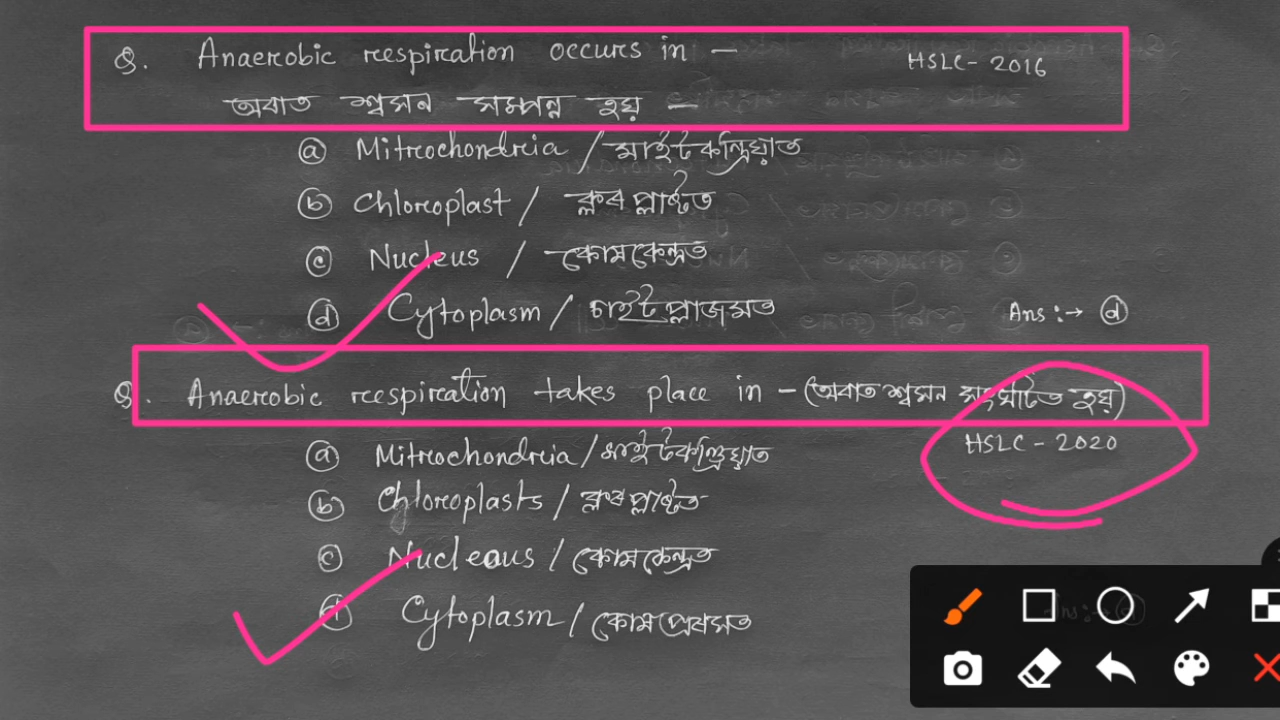 Q. Anaerobic respiration occurs in — HSLC - 2016
অবাত শ্বসন সম্পন্ন হয় —
ⓐ Mitrochondria / মাইটকন্ড্ৰিয়াত
ⓑ Chloroplast / ক্লৰপ্লাষ্টত
ⓒ Nucleus / কোষকেন্দ্ৰত
ⓓ Cytoplasm / চাইটপ্লাজমত Ans :→ ⓓ
Q. Anaerobic respiration takes place in - (অবাত শ্বসন সংঘটিত হয়)
HSLC - 2020
ⓐ Mitrochondria / মাইটকন্ড্ৰিয়াত
ⓑ Chloroplasts / ক্লৰপ্লাষ্টত
ⓒ Nucleaus / কোষকেন্দ্ৰত
ⓓ Cytoplasm / কোষপ্ৰেৰসত